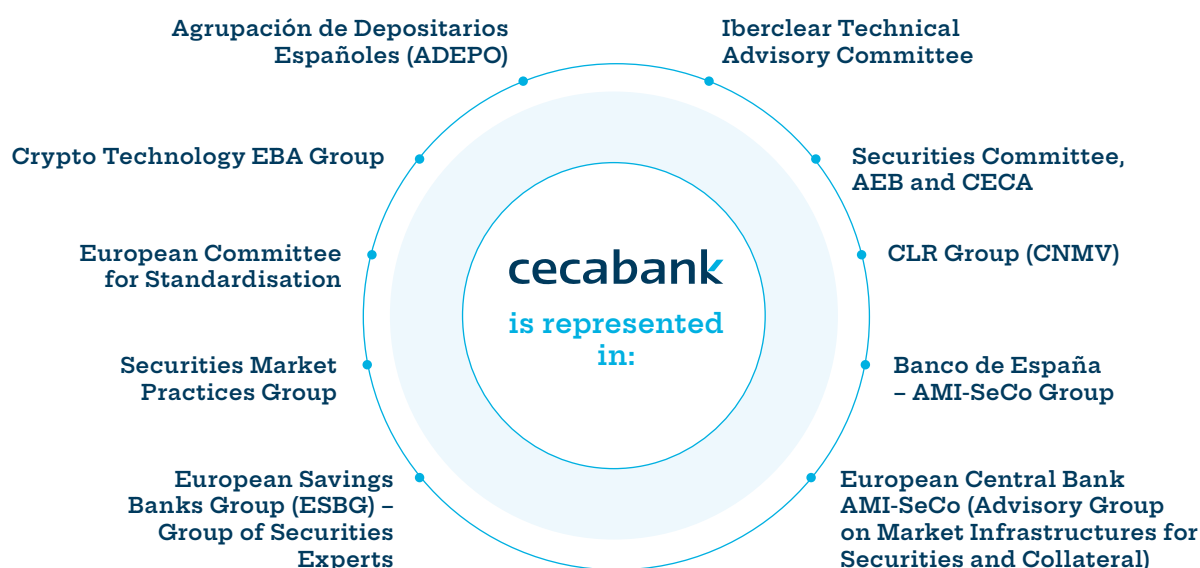 Agrupación de Depositarios
Españoles (ADEPO)
Iberclear Technical
Advisory Committee
Crypto Technology EBA Group
Securities Committee,
AEB and CECA
European Committee
for Standardisation
CLR Group (CNMV)
cecabank
is represented
in:
Securities Market
Practices Group
Banco de España
– AMI-SeCo Group
European Savings
Banks Group (ESBG) –
Group of Securities
Experts
European Central Bank
AMI-SeCo (Advisory Group
on Market Infrastructures for
Securities and Collateral)